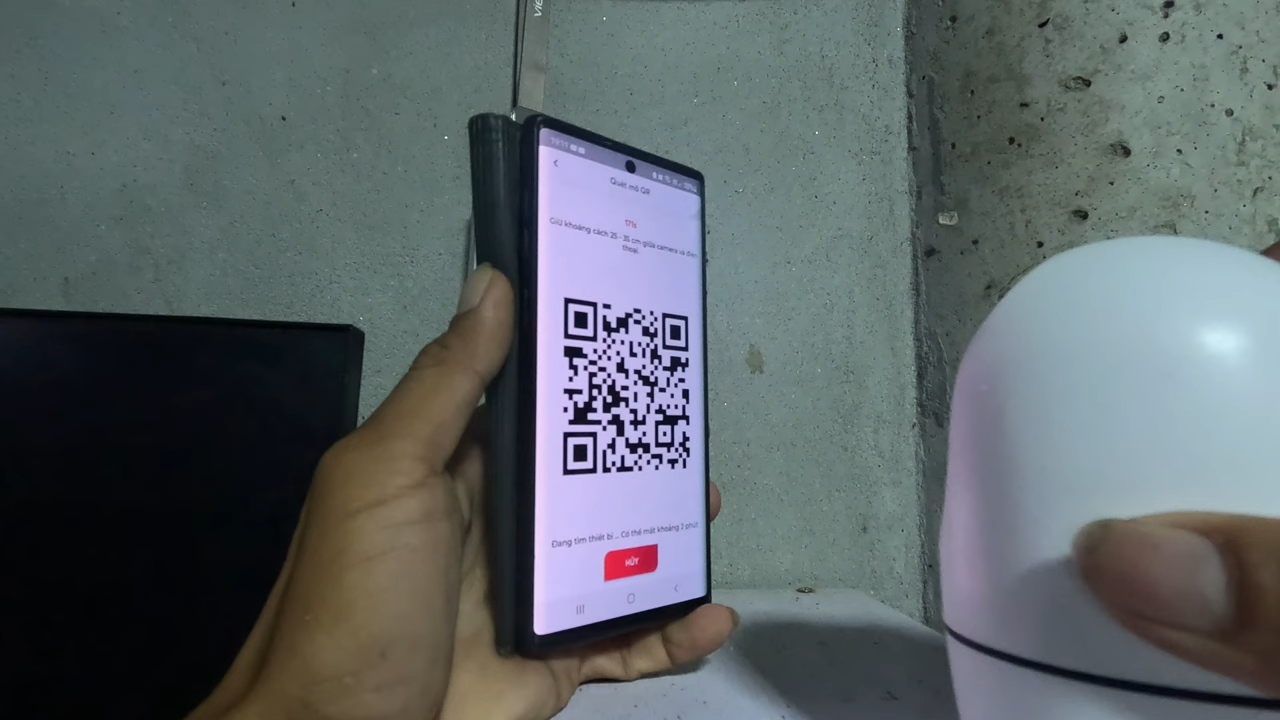 Quét mã QR
171s
Giữ khoảng cách 25 - 35 cm giữa camera và điện
thoại.
Đang tìm thiết bị ... Có thể mất khoảng 2 phút
HỦY